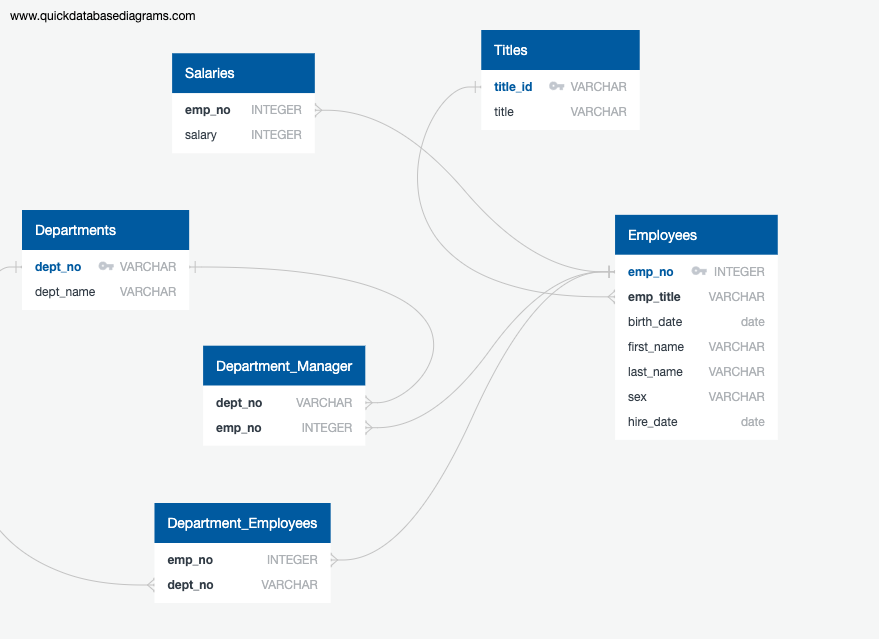 www.quickdatabasediagrams.com
Titles
title_id VARCHAR
title VARCHAR
Salaries
emp_no INTEGER
salary INTEGER
Departments
dept_no VARCHAR
dept_name VARCHAR
Employees
emp_no INTEGER
emp_title VARCHAR
birth_date date
first_name VARCHAR
last_name VARCHAR
sex VARCHAR
hire_date date
Department_Manager
dept_no VARCHAR
emp_no INTEGER
Department_Employees
emp_no INTEGER
dept_no VARCHAR